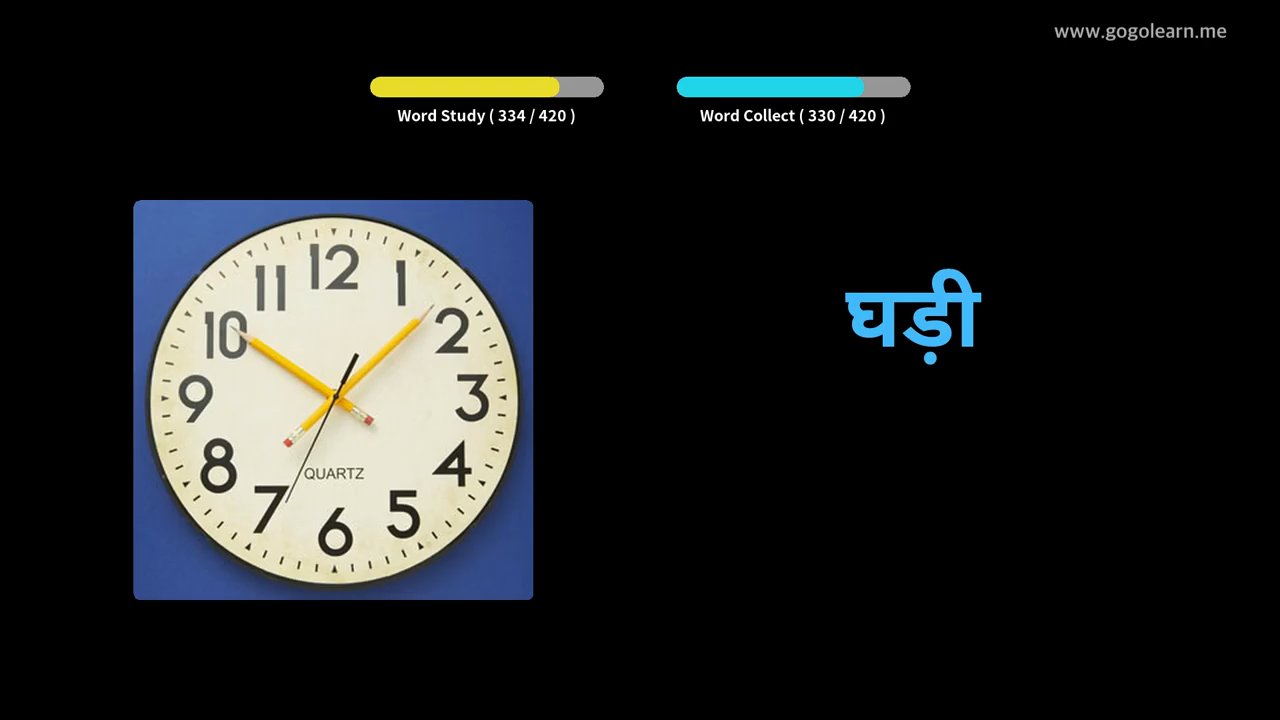 www.gogolearn.me
Word Study ( 334 / 420 )
Word Collect ( 330 / 420 )
12
11
1
10
2
9
3
8
4
7
5
6
QUARTZ
घड़ी